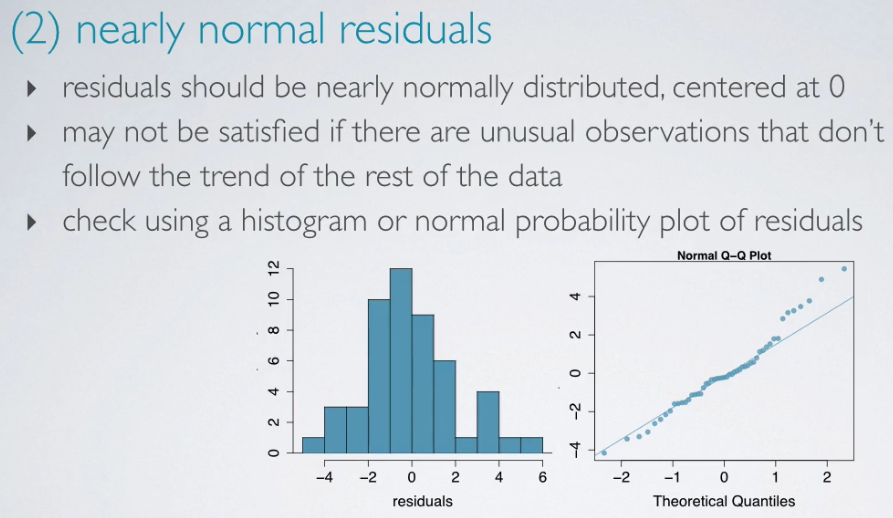 (2) nearly normal residuals
residuals should be nearly normally distributed, centered at 0
may not be satisfied if there are unusual observations that don't
follow the trend of the rest of the data
check using a histogram or normal probability plot of residuals
12
10
8
6
4
2
0
-4 -2 0 2 4 6
residuals
Normal Q-Q Plot
4
2
0
-2
-4
-2 -1 0 1 2
Theoretical Quantiles